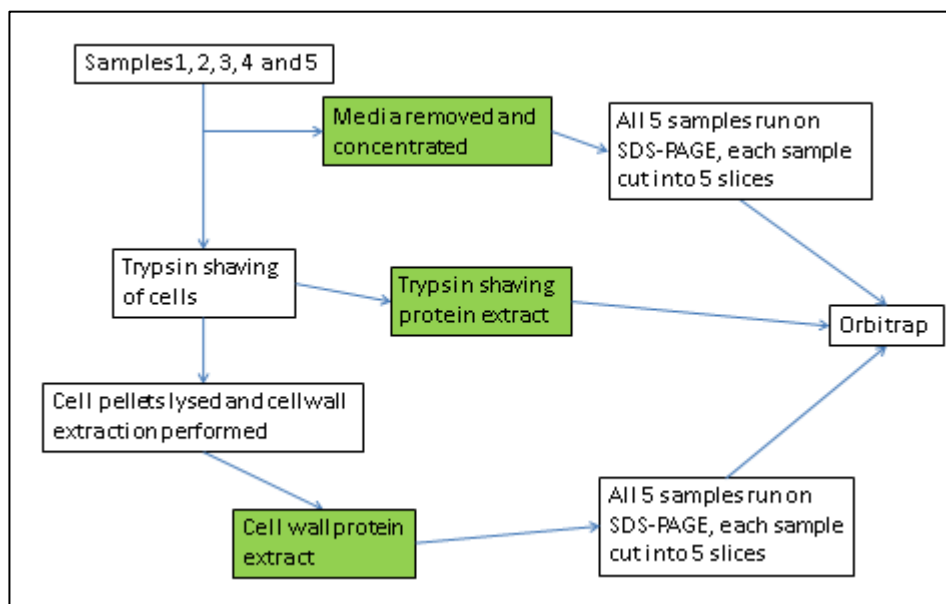 Samples 1, 2, 3, 4 and 5
Media removed and
concentrated
All 5 samples run on
SDS-PAGE, each sample
cut into 5 slices
Trypsin shaving
of cells
Trypsin shaving
protein extract
Orbitrap
Cell pellets lysed and cell wall
extraction performed
Cell wall protein
extract
All 5 samples run on
SDS-PAGE, each sample
cut into 5 slices